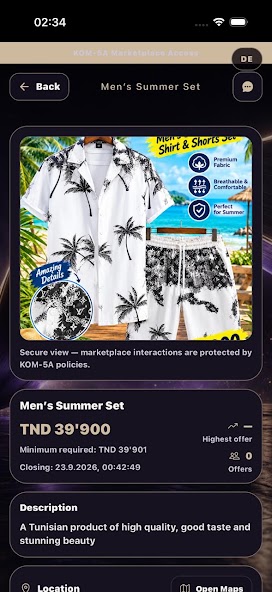 02:34
KOM-5A Marketplace Access
DE
Back
Men's Summer Set
Shirt & Shorts Set
Premium
Fabric
Breathable &
Comfortable
Perfect
for Summer
Amazing
Details
Secure view — marketplace interactions are protected by
KOM-5A policies.
Men's Summer Set
TND 39'900
—
Highest offer
Minimum required: TND 39'901
0
Closing: 23.9.2026, 00:42:49
Offers
Description
A Tunisian product of high quality, good taste and
stunning beauty
Location
Open Maps